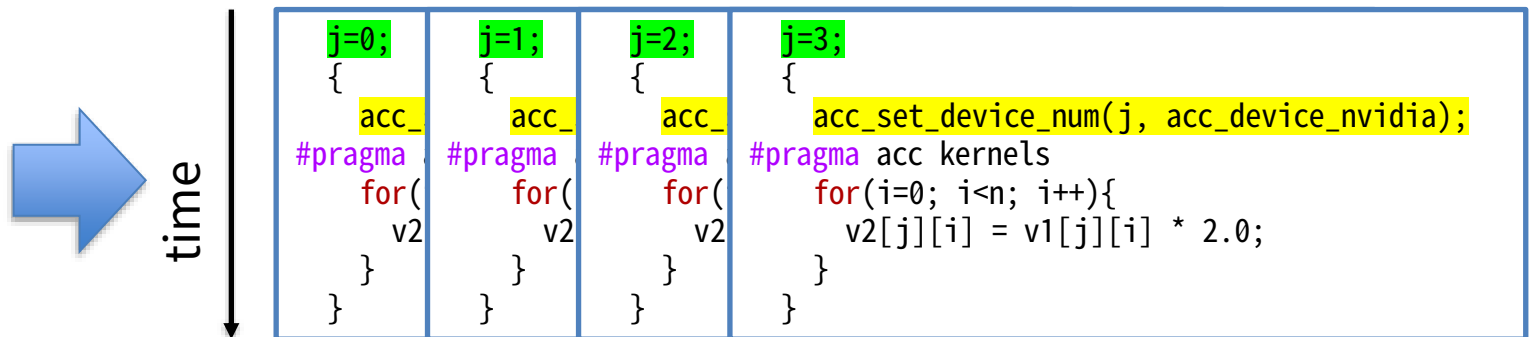 time
j=0;
{
acc_
#pragma
for(
v2
}
}
j=1;
{
acc_
#pragma
for(
v2
}
}
j=2;
{
acc_
#pragma
for(
v2
}
}
j=3;
{
acc_set_device_num(j, acc_device_nvidia);
#pragma acc kernels
for(i=0; i<n; i++){
v2[j][i] = v1[j][i] * 2.0;
}
}